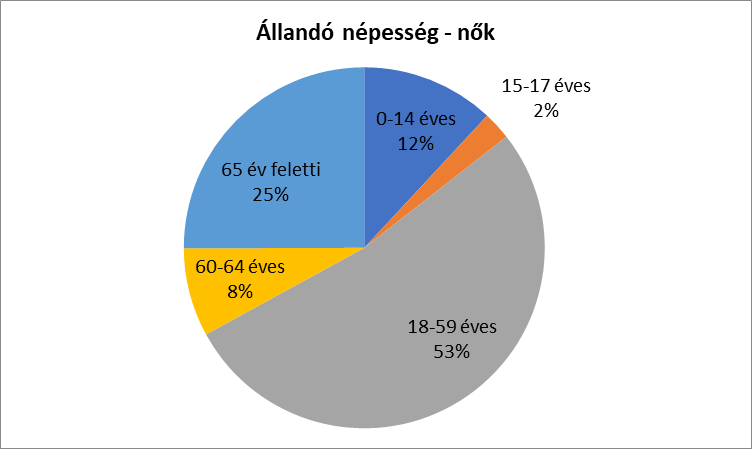 Állandó népesség - nők
15-17 éves
2%
0-14 éves
12%
65 év feletti
25%
60-64 éves
8%
18-59 éves
53%